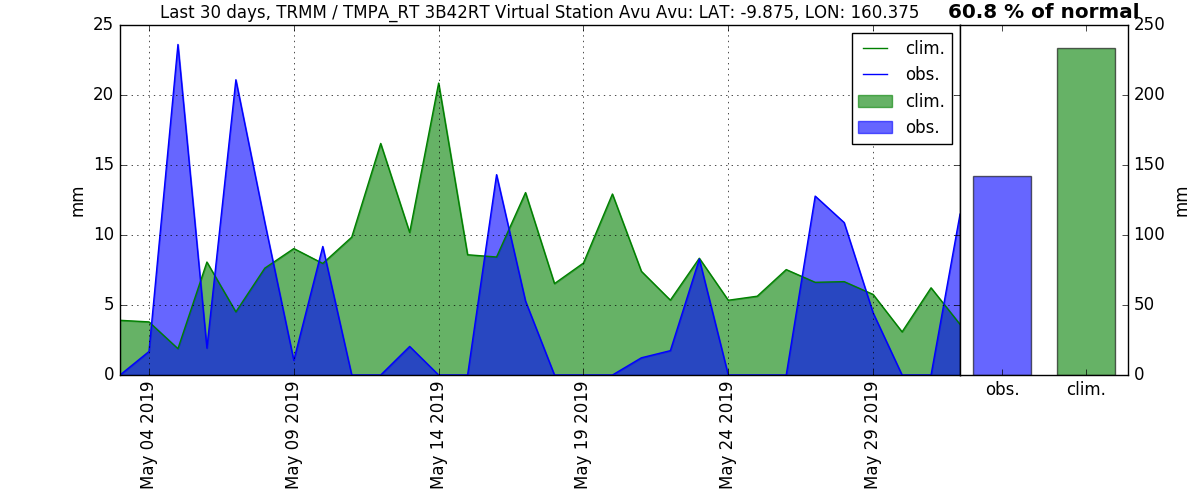 Last 30 days, TRMM / TMPA_RT 3B42RT Virtual Station Avu Avu: LAT: -9.875, LON: 160.375
60.8 % of normal
25
20
15
10
5
0
mm
clim.
obs.
clim.
obs.
250
200
150
100
50
0
mm
obs.
clim.
May 04 2019
May 09 2019
May 14 2019
May 19 2019
May 24 2019
May 29 2019